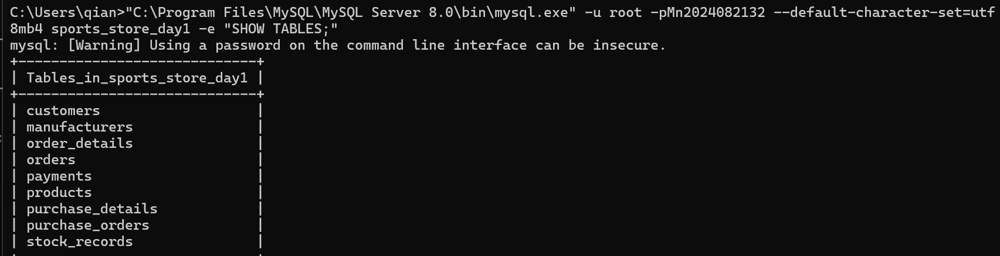 C:\Users\qian>"C:\Program Files\MySQL\MySQL Server 8.0\bin\mysql.exe" -u root -pMn2024082132 --default-character-set=utf
8mb4 sports_store_day1 -e "SHOW TABLES;"
mysql: [Warning] Using a password on the command line interface can be insecure.
+-----------------------------+
| Tables_in_sports_store_day1 |
+-----------------------------+
| customers                   |
| manufacturers               |
| order_details               |
| orders                      |
| payments                    |
| products                    |
| purchase_details            |
| purchase_orders             |
| stock_records               |